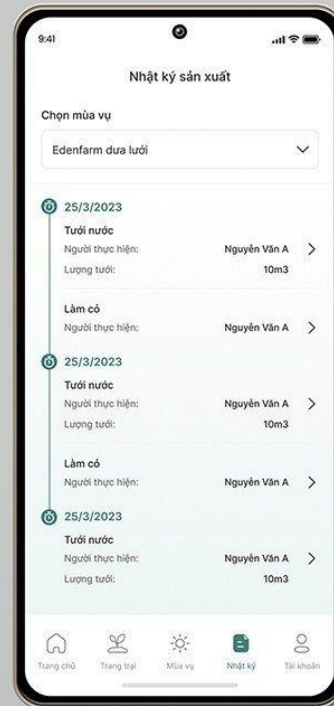 9:41
Nhật ký sản xuất
Chọn mùa vụ
Edenfarm dưa lưới
25/3/2023
Tưới nước
Người thực hiện: Nguyễn Văn A
Lượng tưới: 10m3
Làm cỏ
Người thực hiện: Nguyễn Văn A
25/3/2023
Tưới nước
Người thực hiện: Nguyễn Văn A
Lượng tưới: 10m3
Làm cỏ
Người thực hiện: Nguyễn Văn A
25/3/2023
Tưới nước
Người thực hiện: Nguyễn Văn A
Lượng tưới: 10m3
Trang chủ Trang trại Mùa vụ Nhật ký Tài khoản